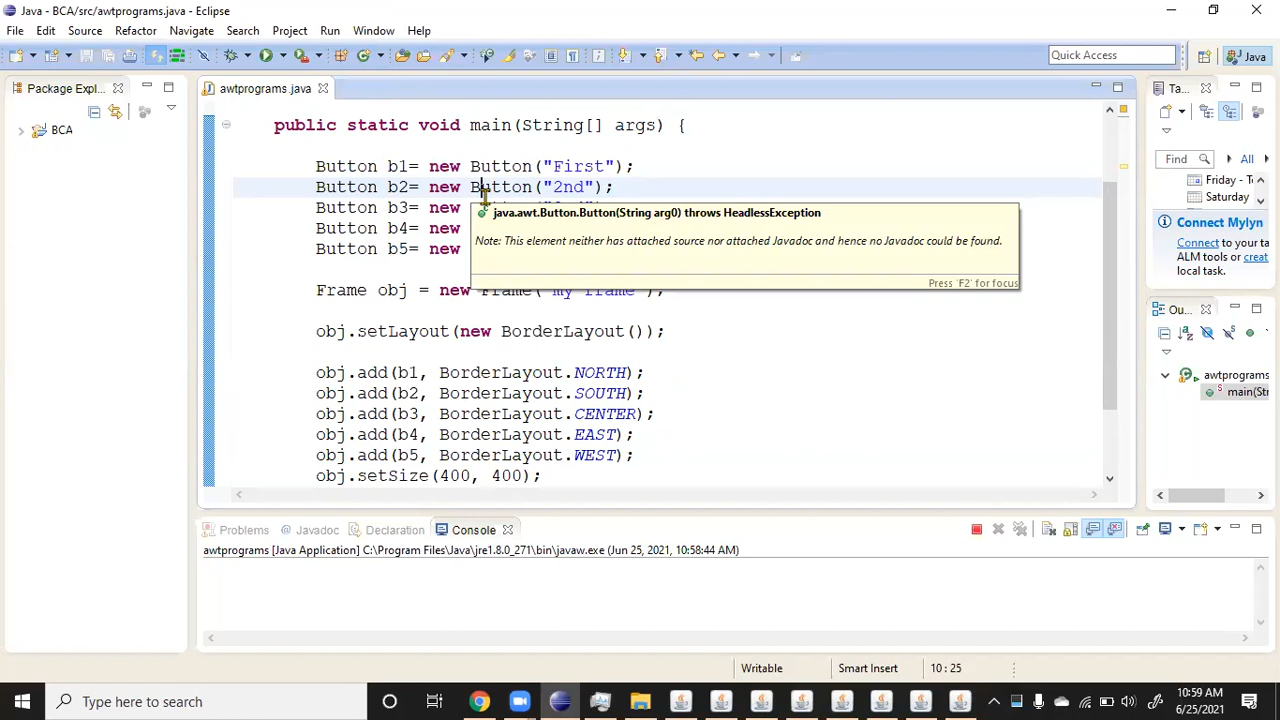 Java - BCA/src/awtprograms.java - Eclipse
File Edit Source Refactor Navigate Search Project Run Window Help
Quick Access
Java
Package Expl...
BCA
awtprograms.java
public static void main(String[] args) {
Button b1= new Button("First");
Button b2= new Button("2nd");
Button b3= new
Button b4= new
Button b5= new
java.awt.Button.Button(String arg0) throws HeadlessException
Note: This element neither has attached source nor attached Javadoc and hence no Javadoc could be found.
Press 'F2' for focus
Frame obj = new Frame("my frame");
obj.setLayout(new BorderLayout());
obj.add(b1, BorderLayout.NORTH);
obj.add(b2, BorderLayout.SOUTH);
obj.add(b3, BorderLayout.CENTER);
obj.add(b4, BorderLayout.EAST);
obj.add(b5, BorderLayout.WEST);
obj.setSize(400, 400);
Ta...
Find
All
Friday - T
Saturday
Connect Mylyn
Connect to your ta
ALM tools or creat
local task.
Ou...
awtprograms
main(St
Problems @ Javadoc Declaration Console
awtprograms [Java Application] C:\Program Files\Java\jre1.8.0_271\bin\javaw.exe (Jun 25, 2021, 10:58:44 AM)
Writable Smart Insert 10 : 25
Type here to search
10:59 AM
6/25/2021